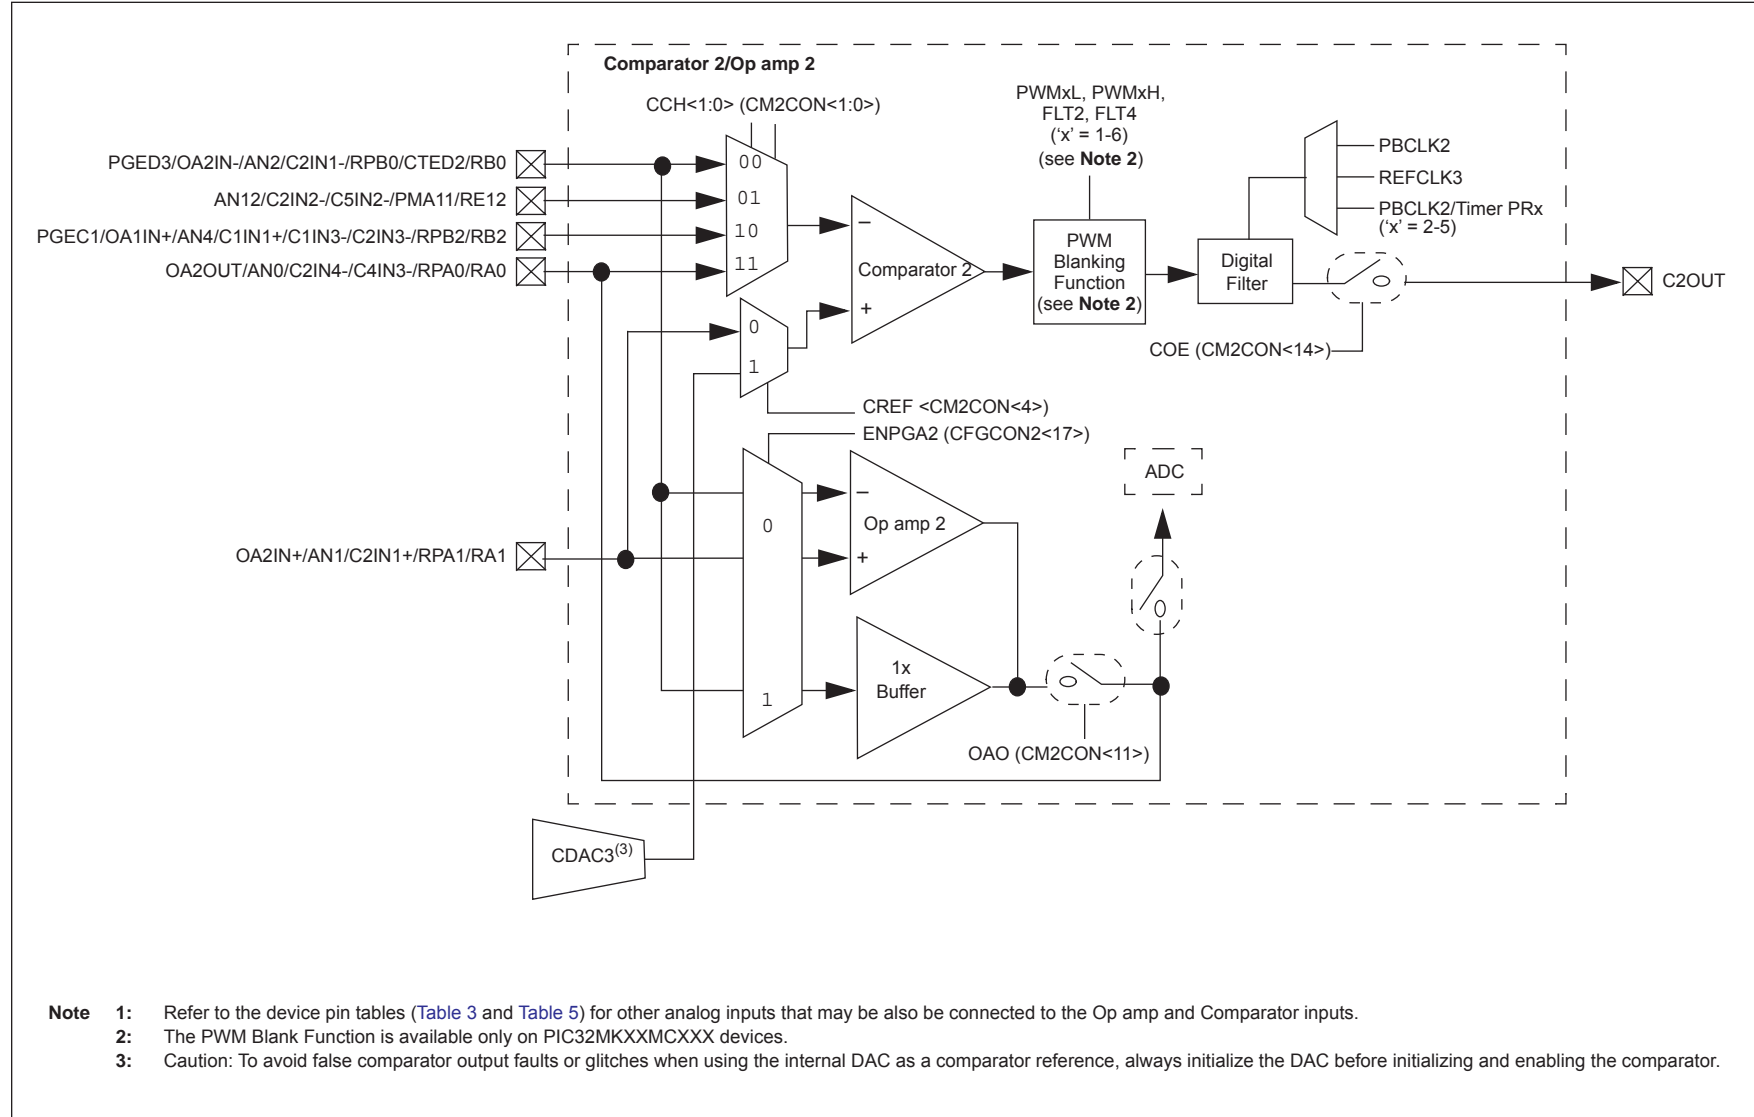 Comparator 2/Op amp 2
CCH<1:0> (CM2CON<1:0>)
PWMxL, PWMxH,
FLT2, FLT4
('x' = 1-6)
(see Note 2)
PGED3/OA2IN-/AN2/C2IN1-/RPB0/CTED2/RB0
AN12/C2IN2-/C5IN2-/PMA11/RE12
PGEC1/OA1IN+/AN4/C1IN1+/C1IN3-/C2IN3-/RPB2/RB2
OA2OUT/AN0/C2IN4-/C4IN3-/RPA0/RA0
00
01
10
11
–
Comparator 2
+
0
1
PWM
Blanking
Function
(see Note 2)
Digital
Filter
PBCLK2
REFCLK3
PBCLK2/Timer PRx
('x' = 2-5)
C2OUT
COE (CM2CON<14>)
CREF <CM2CON<4>)
ENPGA2 (CFGCON2<17>)
ADC
0
–
Op amp 2
+
OA2IN+/AN1/C2IN1+/RPA1/RA1
1
1x
Buffer
OAO (CM2CON<11>)
CDAC3(3)
Note 1: Refer to the device pin tables (Table 3 and Table 5) for other analog inputs that may be also be connected to the Op amp and Comparator inputs.
2: The PWM Blank Function is available only on PIC32MKXXMCXXX devices.
3: Caution: To avoid false comparator output faults or glitches when using the internal DAC as a comparator reference, always initialize the DAC before initializing and enabling the comparator.